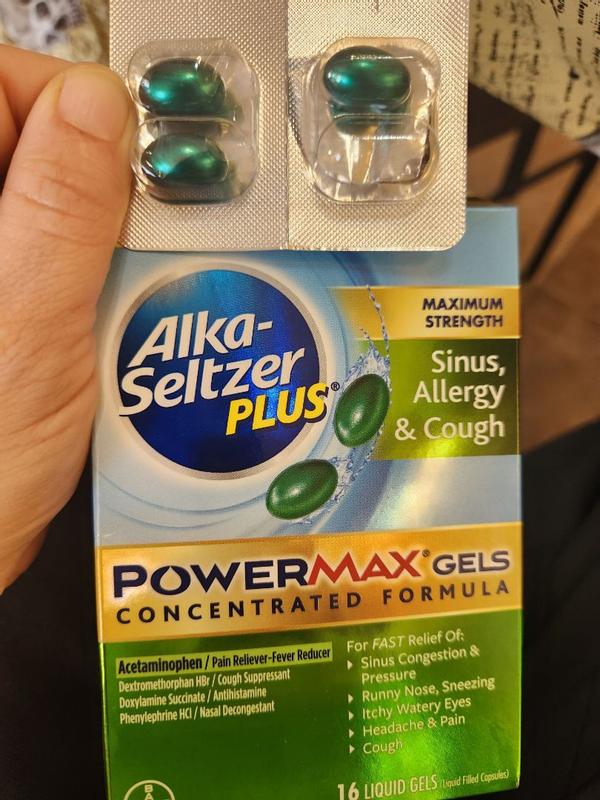 Alka-
Seltzer
PLUS®
MAXIMUM
STRENGTH
Sinus,
Allergy
& Cough
POWERMAX® GELS
CONCENTRATED FORMULA
Acetaminophen / Pain Reliever-Fever Reducer
Dextromethorphan HBr / Cough Suppressant
Doxylamine Succinate / Antihistamine
Phenylephrine HCl / Nasal Decongestant
For FAST Relief Of:
Sinus Congestion &
Pressure
Runny Nose, Sneezing
Itchy Watery Eyes
Headache & Pain
Cough
16 LIQUID GELS (Liquid Filled Capsules)
BA